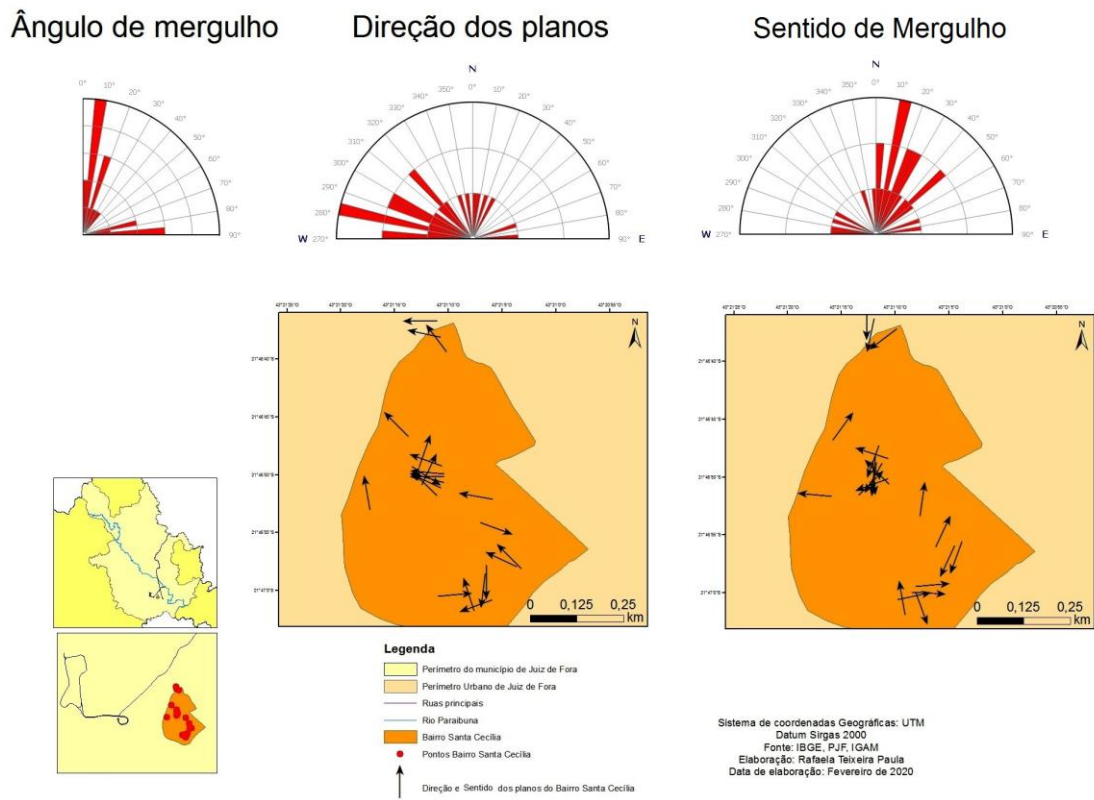 Ângulo de mergulho
Direção dos planos
Sentido de Mergulho
0°
10°
20°
30°
40°
50°
60°
70°
80°
90°
N
0°
350°
10°
340°
20°
330°
30°
320°
40°
310°
50°
300°
60°
290°
70°
280°
80°
W 270°
90° E
N
0°
350°
10°
340°
20°
330°
30°
320°
40°
310°
50°
300°
60°
290°
70°
280°
80°
W 270°
90° E
N
0 0,125 0,25
km
N
0 0,125 0,25
km
Legenda
Perímetro do município de Juiz de Fora
Perímetro Urbano de Juiz de Fora
Ruas principais
Rio Paraibuna
Bairro Santa Cecília
Pontos Bairro Santa Cecília
Direção e Sentido dos planos do Bairro Santa Cecília
Sistema de coordenadas Geográficas: UTM
Datum Sirgas 2000
Fonte: IBGE, PJF, IGAM
Elaboração: Rafaela Teixeira Paula
Data de elaboração: Fevereiro de 2020